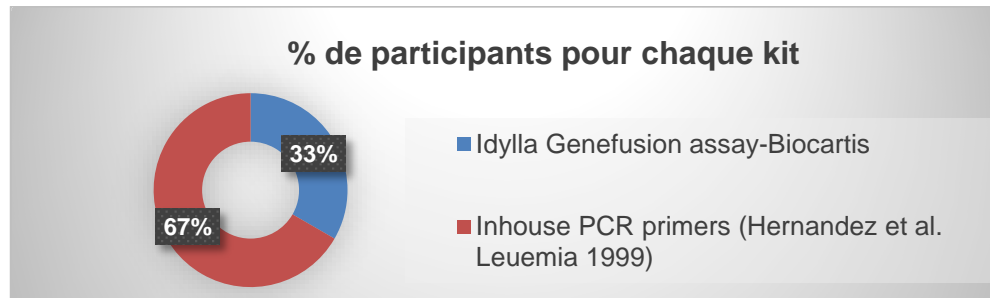 % de participants pour chaque kit
33%
67%
Idylla Genefusion assay-Biocartis
Inhouse PCR primers (Hernandez et al.
Leuemia 1999)